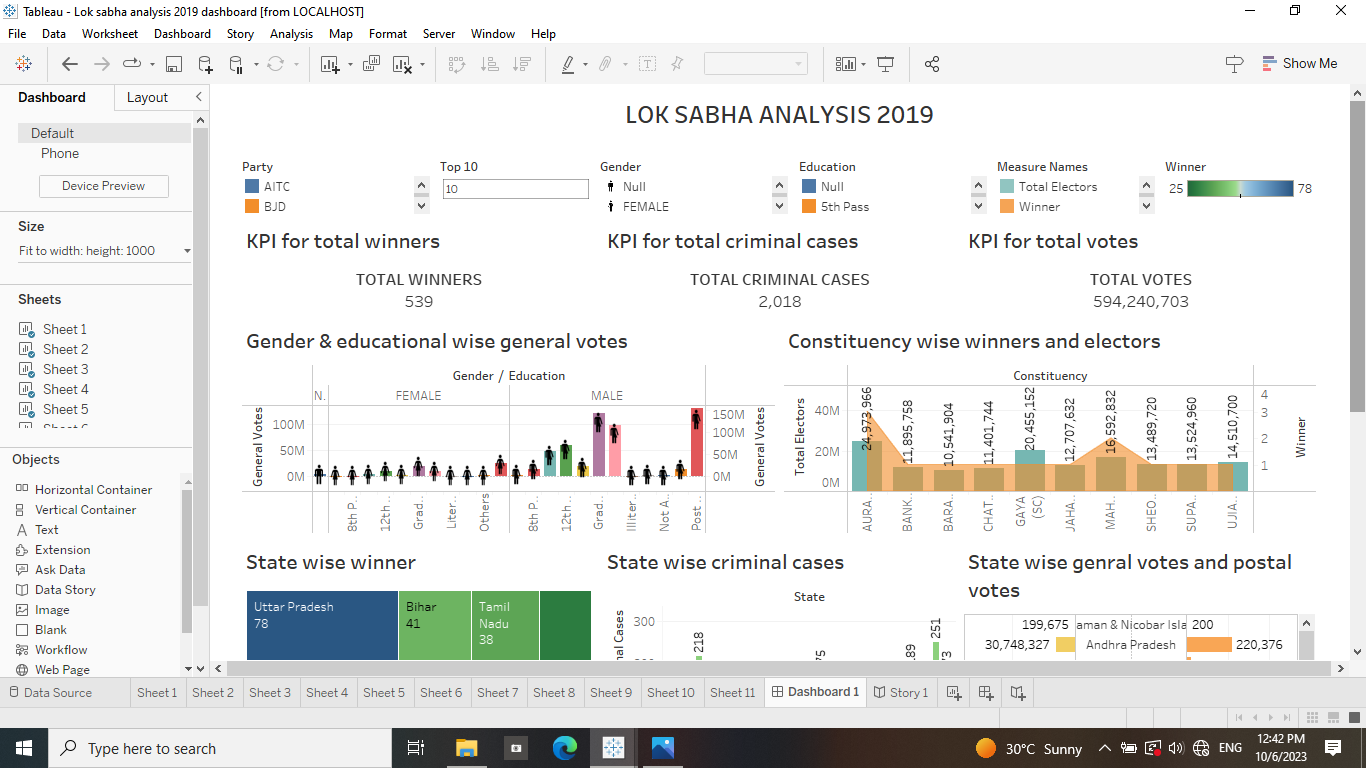 Tableau - Lok sabha analysis 2019 dashboard [from LOCALHOST]
File Data Worksheet Dashboard Story Analysis Map Format Server Window Help
Show Me
Dashboard Layout
Default
Phone
Device Preview
Size
Fit to width: height: 1000
Sheets
Sheet 1
Sheet 2
Sheet 3
Sheet 4
Sheet 5
Objects
Horizontal Container
Vertical Container
Text
Extension
Ask Data
Data Story
Image
Blank
Workflow
Web Page
LOK SABHA ANALYSIS 2019
Party
AITC
BJD
Top 10
10
Gender
Null
FEMALE
Education
Null
5th Pass
Measure Names
Total Electors
Winner
Winner
25 78
KPI for total winners
TOTAL WINNERS
539
KPI for total criminal cases
TOTAL CRIMINAL CASES
2,018
KPI for total votes
TOTAL VOTES
594,240,703
Gender & educational wise general votes
Gender / Education
N. FEMALE MALE
General Votes
100M
50M
0M
150M
100M
50M
0M
General Votes
8th P.. 12th .. Grad.. Liter.. Others 8th P.. 12th .. Grad.. Illiter.. Not A.. Post..
Constituency wise winners and electors
Constituency
Total Electors
40M
20M
0M
24,973,966 11,895,758 10,541,904 11,401,744 20,455,152 12,707,632 16,592,832 13,489,720 13,524,960 14,510,700
4
3
2
1
Winner
AURA.. BANK.. BARA.. CHAT.. GAYA (SC) JAHA.. MAH.. SHEO.. SUPA.. UJIA..
State wise winner
Uttar Pradesh
78
Bihar
41
Tamil
Nadu
38
State wise criminal cases
State
300
218
251
State wise genral votes and postal
votes
199,675 aman & Nicobar Isla 200
30,748,327 Andhra Pradesh 220,376
Data Source Sheet 1 Sheet 2 Sheet 3 Sheet 4 Sheet 5 Sheet 6 Sheet 7 Sheet 8 Sheet 9 Sheet 10 Sheet 11 Dashboard 1 Story 1
Type here to search
30°C Sunny
ENG
12:42 PM
10/6/2023